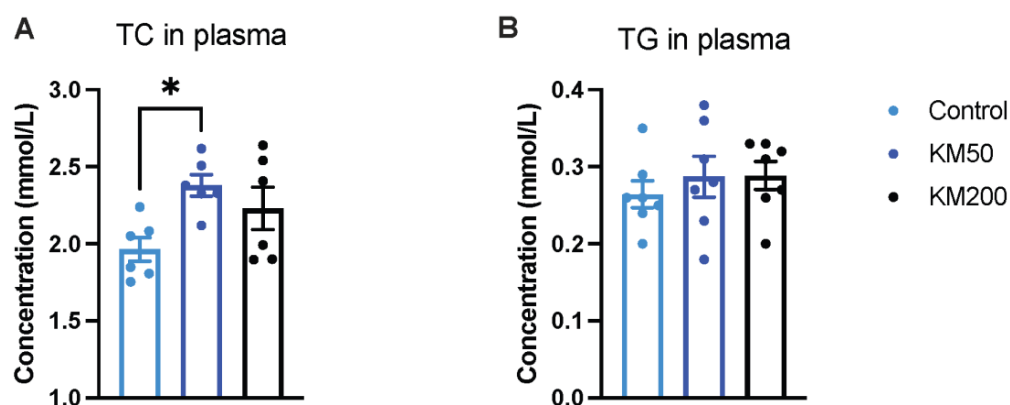 A
TC in plasma
Concentration (mmol/L)
3.0
2.5
2.0
1.5
1.0
*
B
TG in plasma
Concentration (mmol/L)
0.4
0.3
0.2
0.1
0.0
Control
KM50
KM200